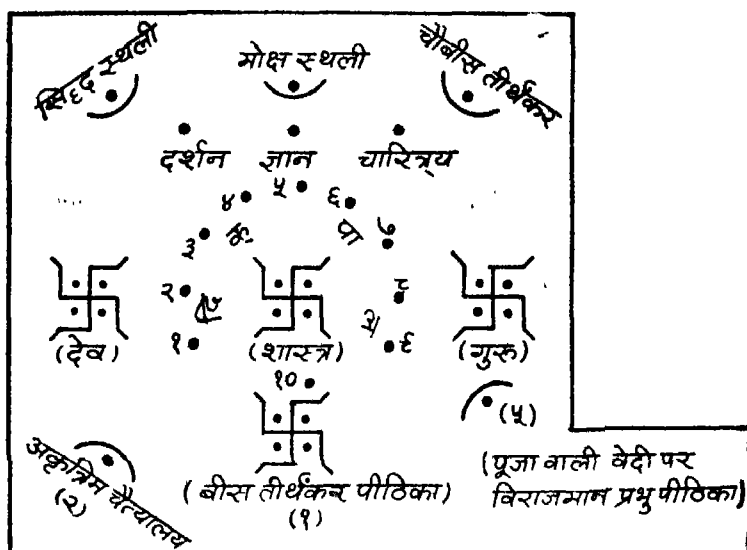 सिद्द स्थली
मोक्ष स्थली
चौबीस तीर्थंकर
दर्शन ज्ञान चारित्र्य
५
४ ६
३ ७
२ ८
१ ९
पा
(देव) (शास्त्र) (गुरु)
१०
(५)
अकृत्रिम चैत्यालय
(२)
(बीस तीर्थंकर पीठिका)
(१)
(पूजा वाली वेदी पर
विराजमान प्रभु पीठिका)